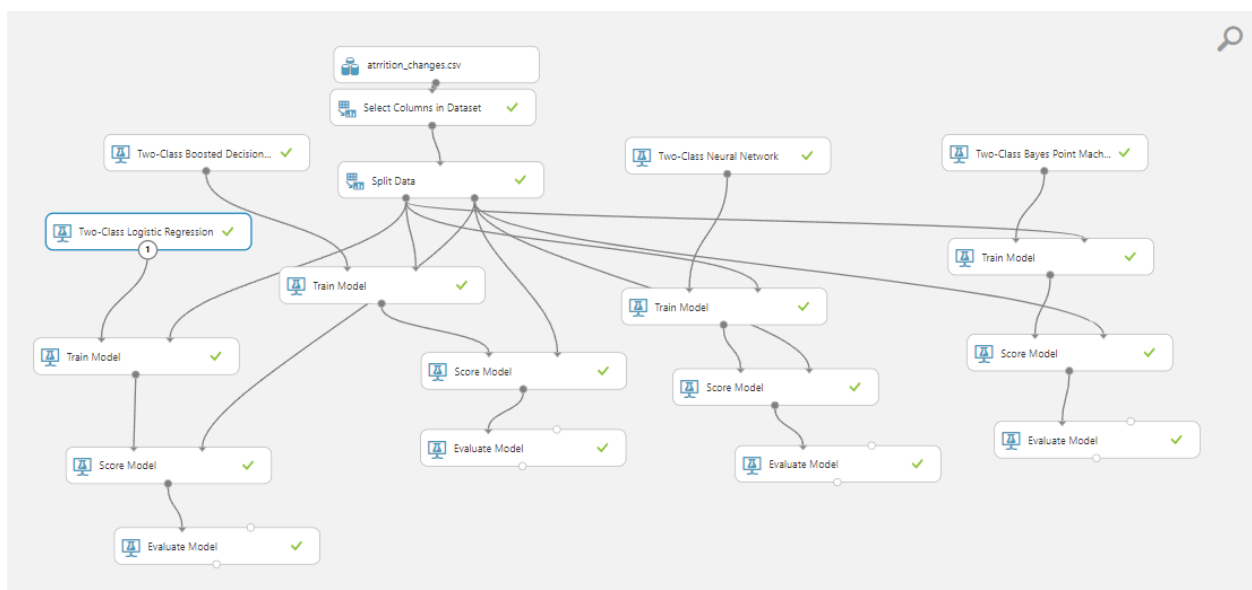 atrrition_changes.csv
Select Columns in Dataset
Two-Class Boosted Decision...
Two-Class Neural Network
Two-Class Bayes Point Mach...
Split Data
Two-Class Logistic Regression
1
Train Model
Train Model
Train Model
Train Model
Score Model
Score Model
Score Model
Evaluate Model
Evaluate Model
Score Model
Evaluate Model
Evaluate Model